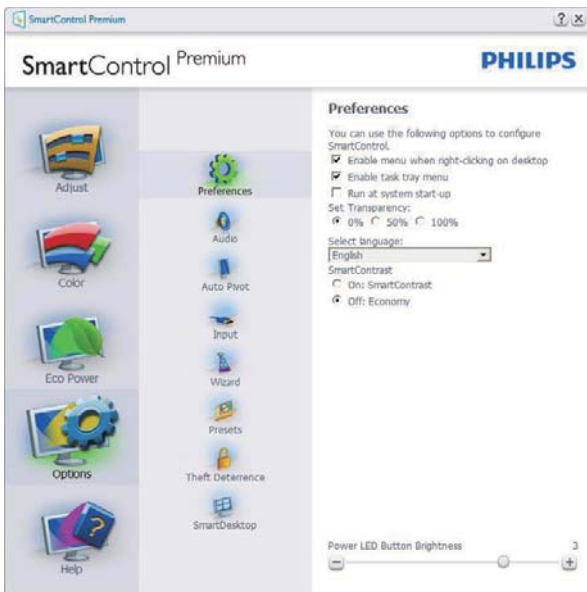 SmartControl Premium
SmartControl Premium
PHILIPS
Adjust
Color
Eco Power
Options
Help
Preferences
Audio
Auto Pivot
Input
Wizard
Presets
Theft Deterrence
SmartDesktop
Preferences
You can use the following options to configure
SmartControl.
Enable menu when right-clicking on desktop
Enable task tray menu
Run at system start-up
Set Transparency:
0% 50% 100%
Select language:
English
SmartContrast
On: SmartContrast
Off: Economy
Power LED Button Brightness 3